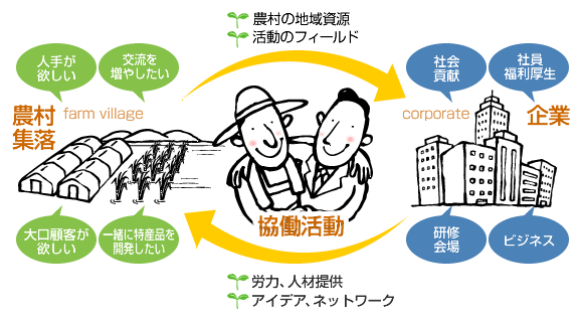 農村の地域資源
活動のフィールド
人手が
欲しい
交流を
増やしたい
社会
貢献
社員
福利厚生
農村
集落
farm village
corporate
企業
協働活動
大口顧客が
欲しい
一緒に特産品を
開発したい
研修
会場
ビジネス
労力、人材提供
アイデア、ネットワーク